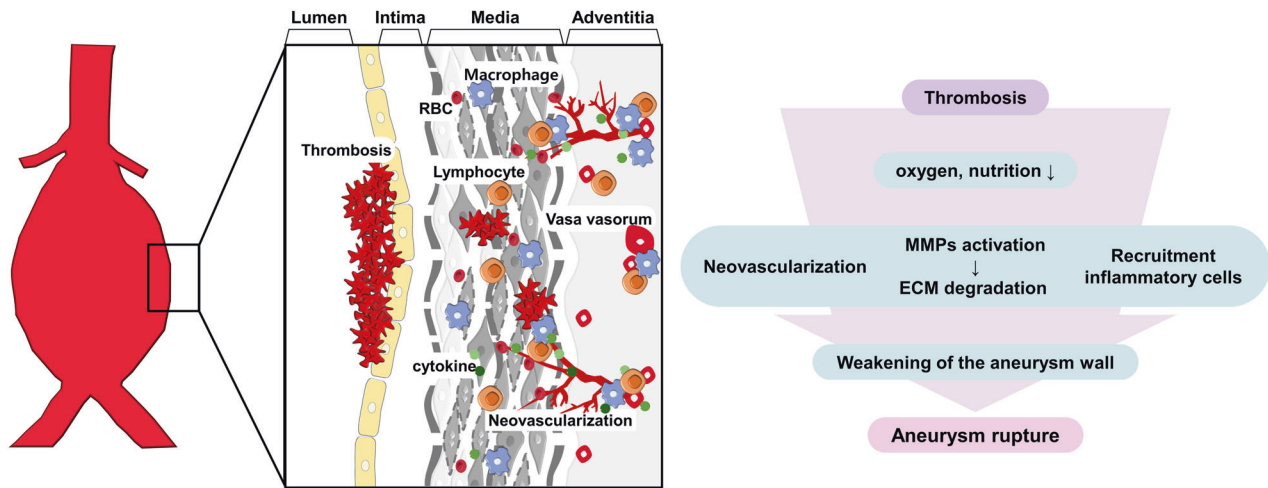 Lumen
Intima
Media
Adventitia
Macrophage
RBC
Thrombosis
Lymphocyte
Vasa vasorum
cytokine
Neovascularization
Thrombosis
oxygen, nutrition ↓
Neovascularization
MMPs activation
↓
ECM degradation
Recruitment
inflammatory cells
Weakening of the aneurysm wall
Aneurysm rupture